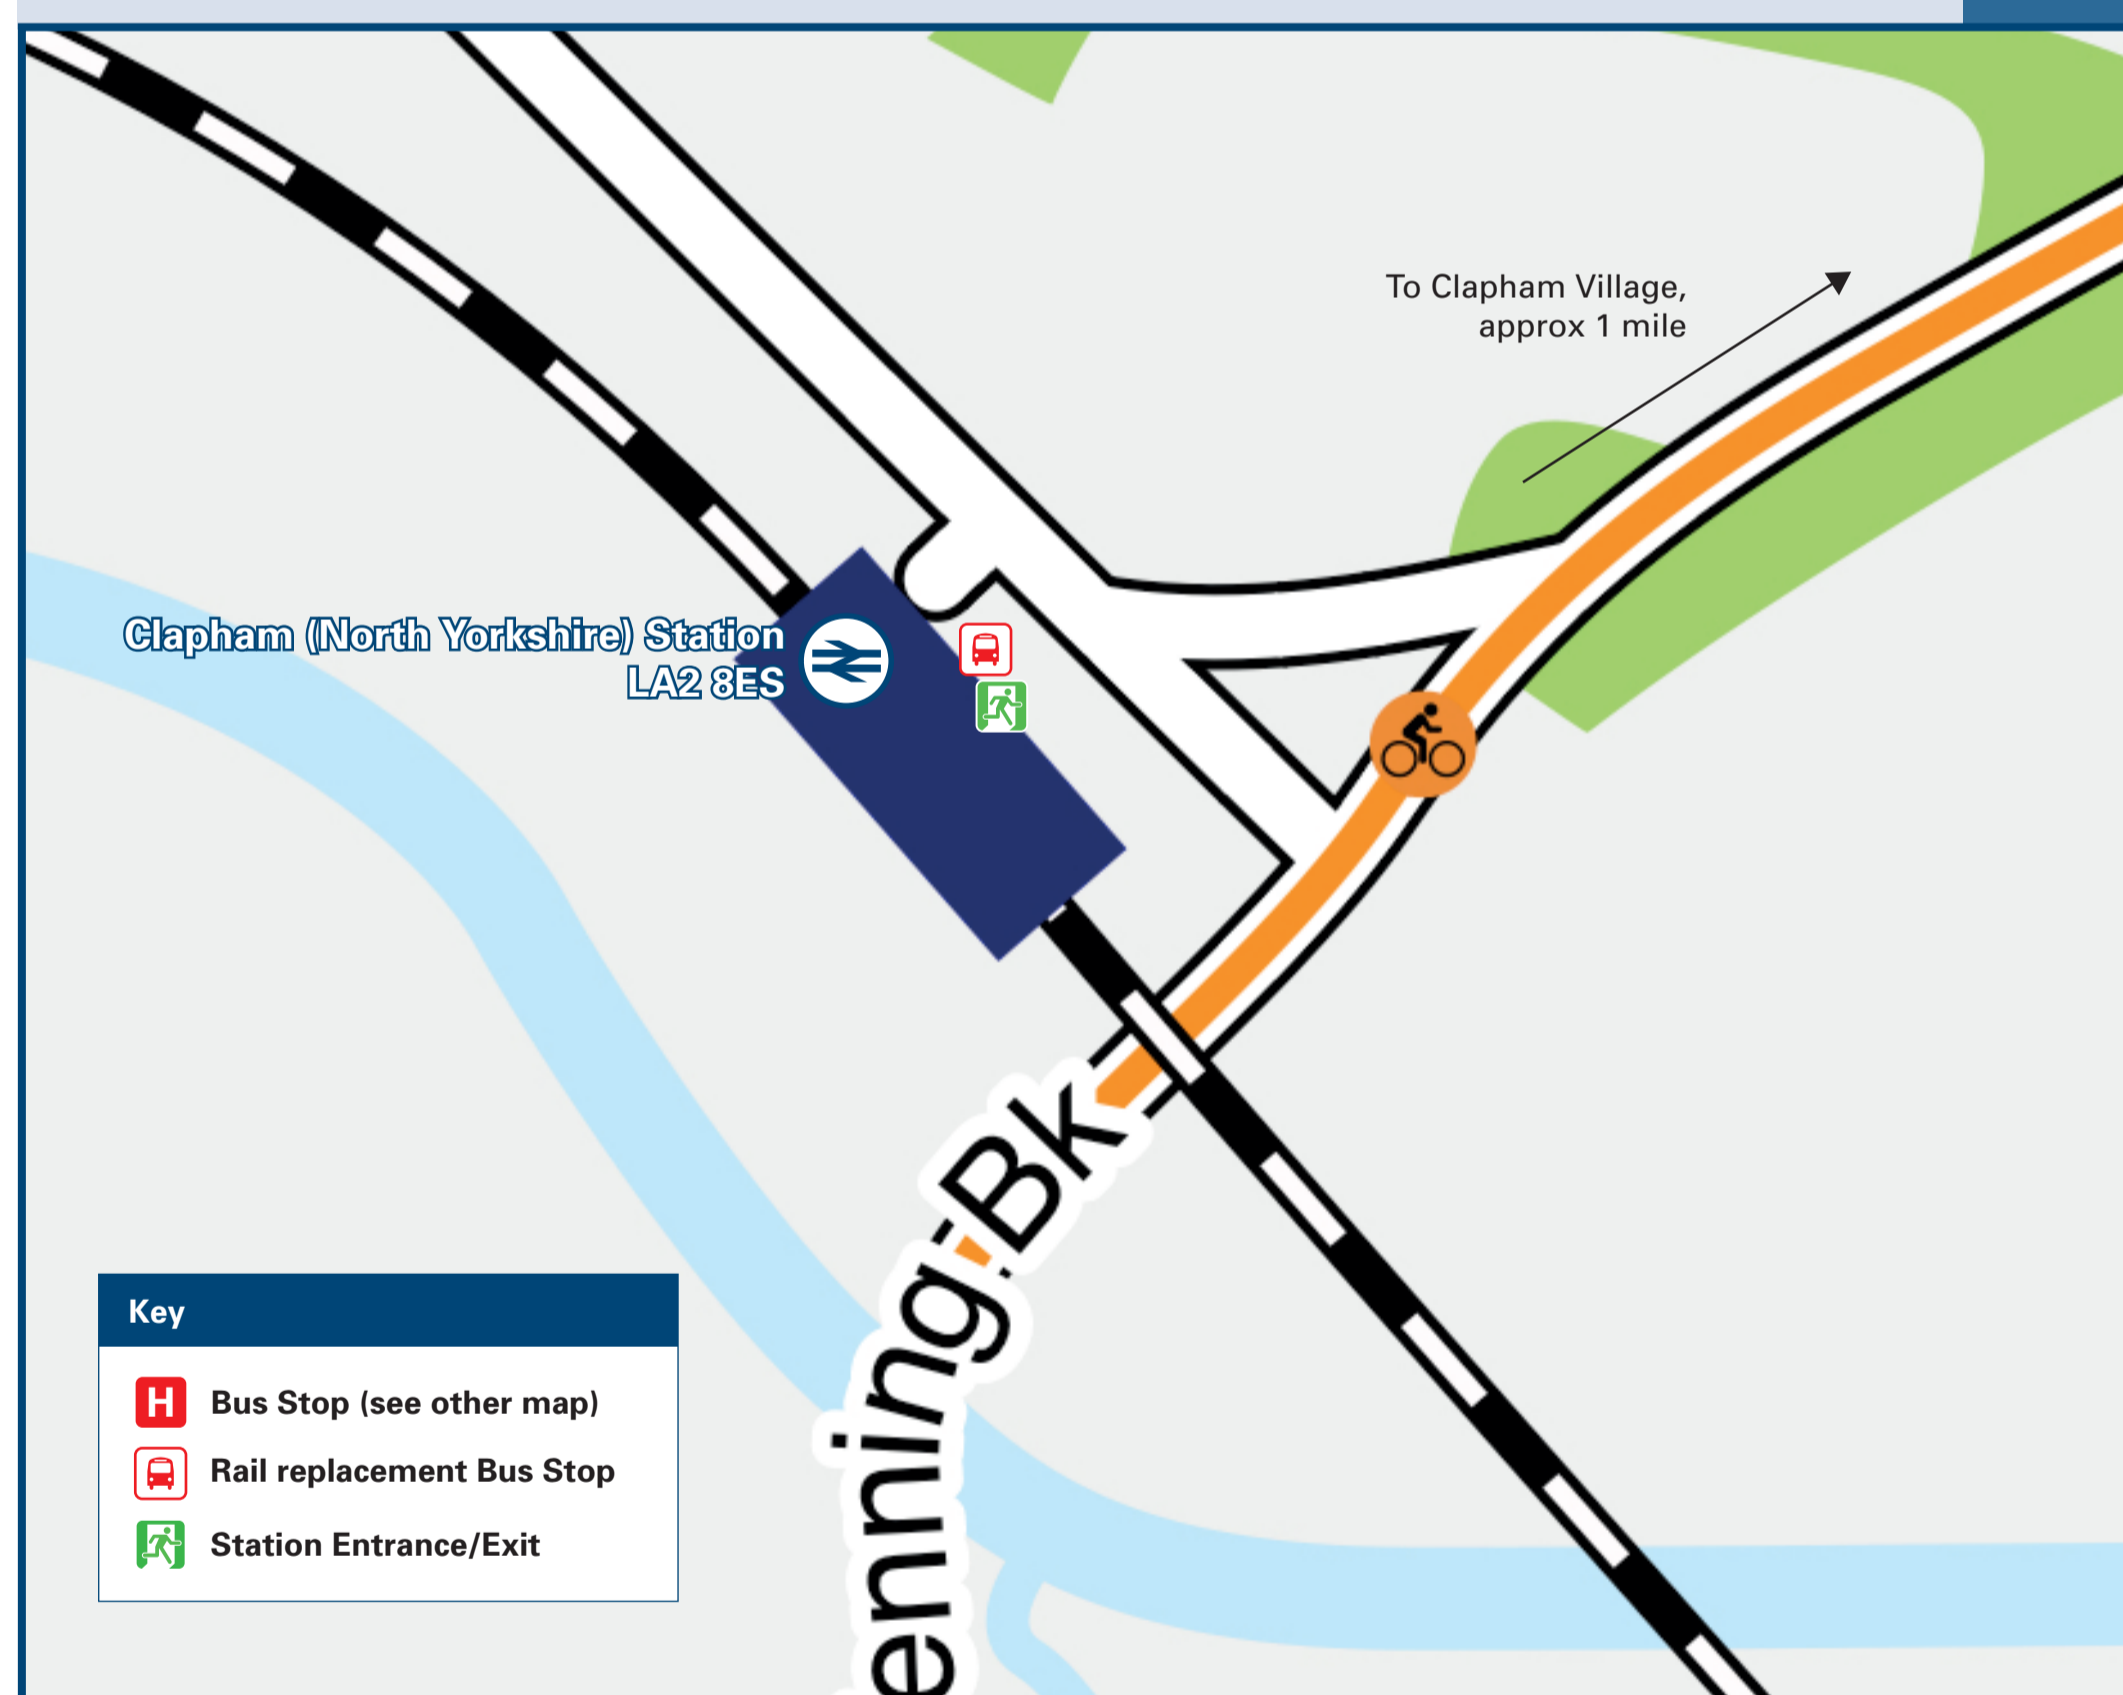 To Clapham Village,
approx 1 mile
Clapham (North Yorkshire) Station
LA2 8ES
enning Bk
Key
H Bus Stop (see other map)
Rail replacement Bus Stop
Station Entrance/Exit